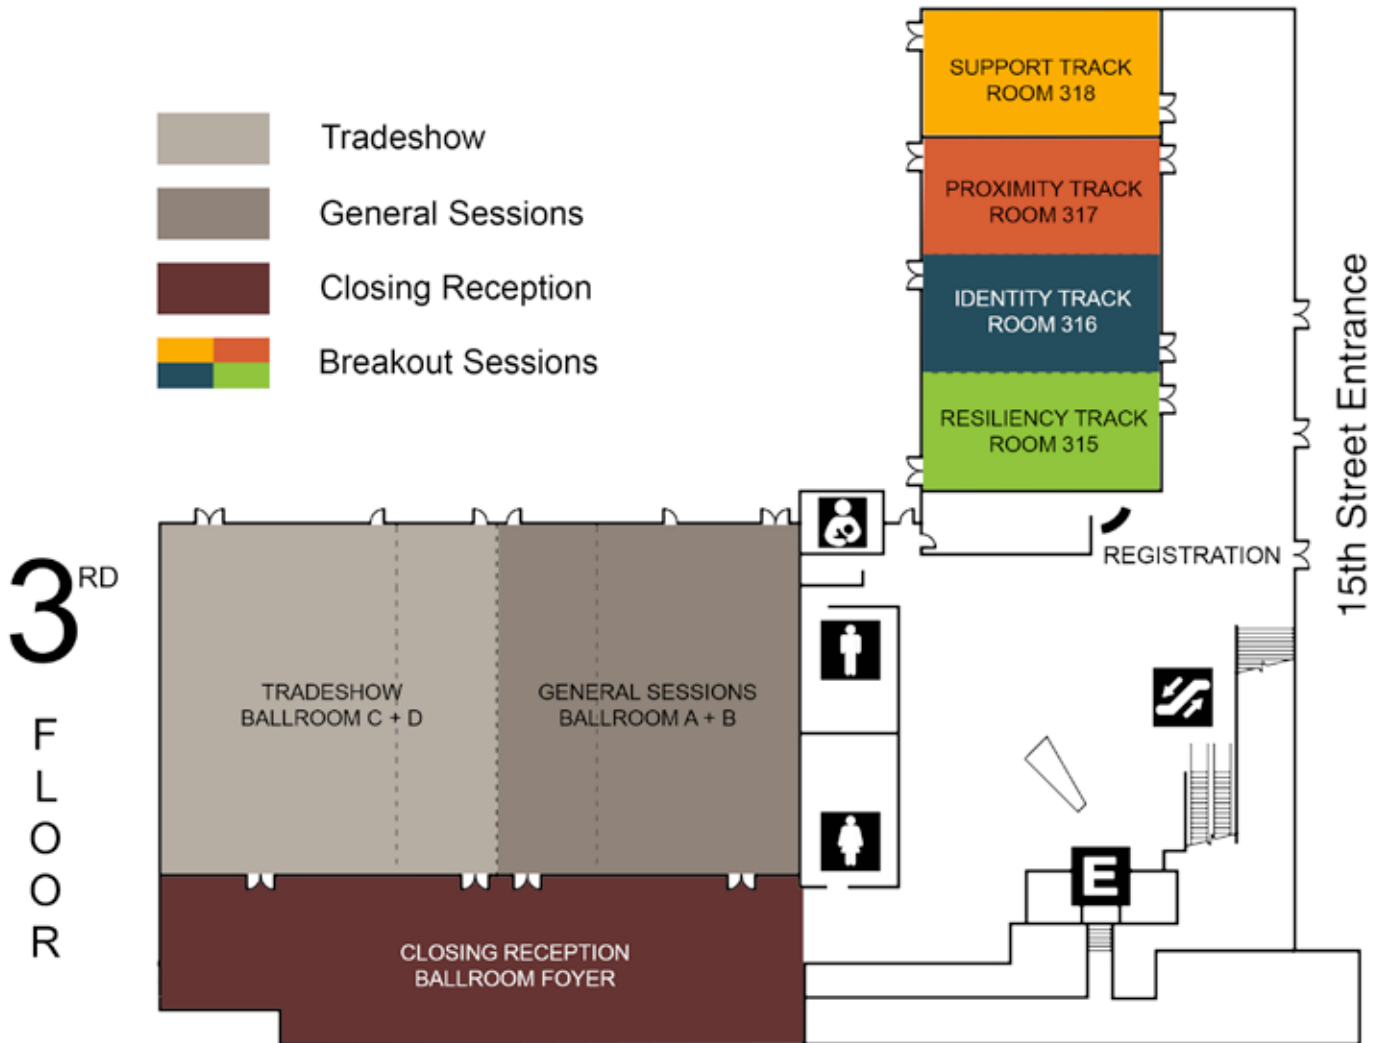 SUPPORT TRACK
ROOM 318
Tradeshow
General Sessions
Closing Reception
Breakout Sessions
PROXIMITY TRACK
ROOM 317
IDENTITY TRACK
ROOM 316
RESILIENCY TRACK
ROOM 315
15th Street Entrance
REGISTRATION
3RD
FLOOR
TRADESHOW
BALLROOM C + D
GENERAL SESSIONS
BALLROOM A + B
E
CLOSING RECEPTION
BALLROOM FOYER